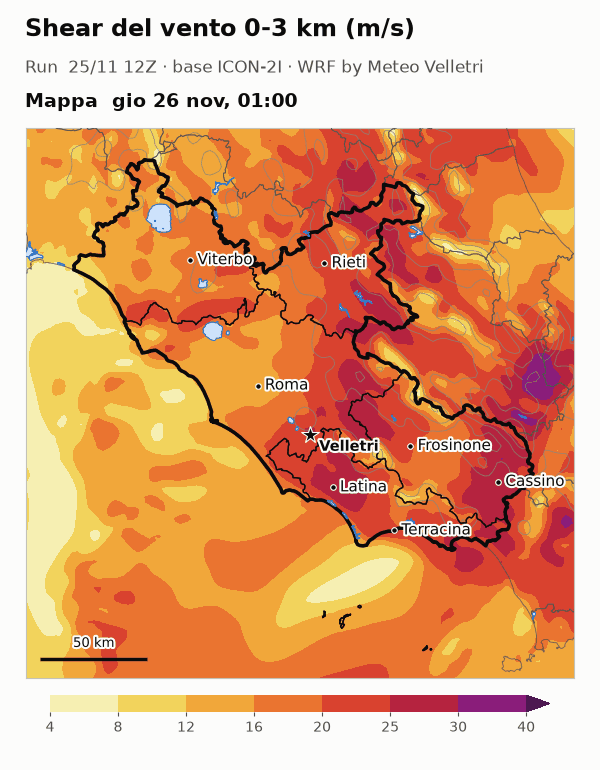 Shear del vento 0-3 km (m/s)
Run  25/11 12Z · base ICON-2I · WRF by Meteo Velletri
Mappa  gio 26 nov, 01:00
Viterbo
Rieti
Roma
Velletri
Frosinone
Latina
Cassino
Terracina
50 km
4 8 12 16 20 25 30 40